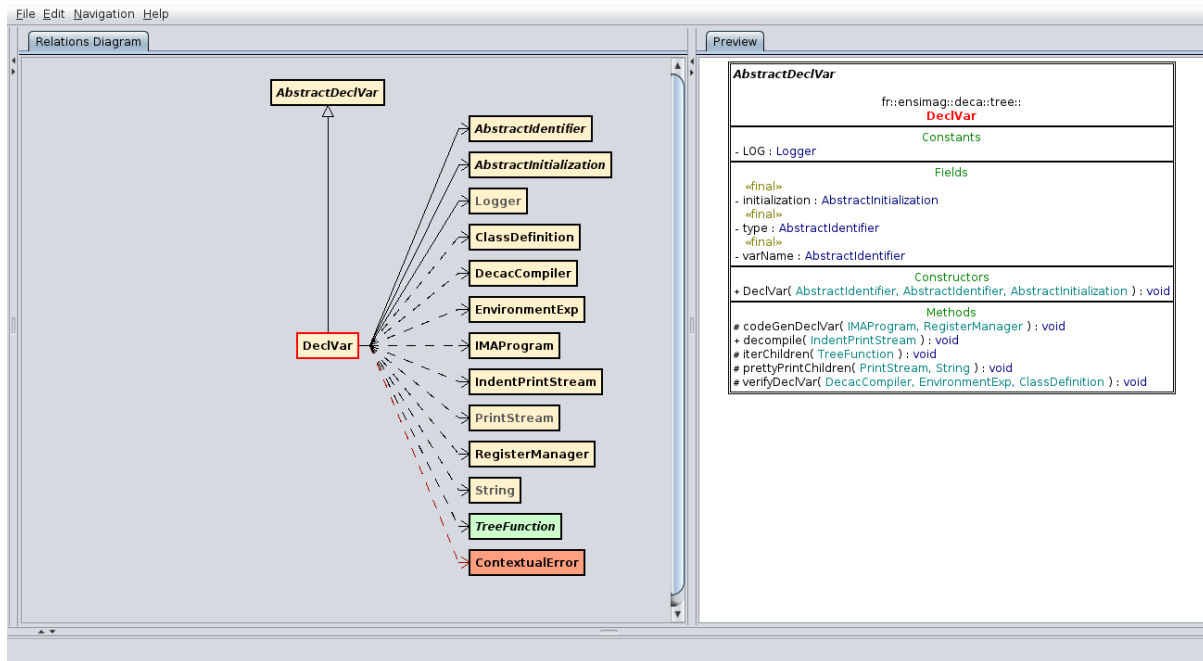 File Edit Navigation Help
Relations Diagram
AbstractDeclVar
AbstractIdentifier
AbstractInitialization
Logger
ClassDefinition
DecacCompiler
EnvironmentExp
DeclVar
IMAProgram
IndentPrintStream
PrintStream
RegisterManager
String
TreeFunction
ContextualError
Preview
AbstractDeclVar
fr::ensimag::deca::tree::
DeclVar
Constants
- LOG : Logger
Fields
«final»
- initialization : AbstractInitialization
«final»
- type : AbstractIdentifier
«final»
- varName : AbstractIdentifier
Constructors
+ DeclVar( AbstractIdentifier, AbstractIdentifier, AbstractInitialization ) : void
Methods
# codeGenDeclVar( IMAProgram, RegisterManager ) : void
+ decompile( IndentPrintStream ) : void
# iterChildren( TreeFunction ) : void
# prettyPrintChildren( PrintStream, String ) : void
# verifyDeclVar( DecacCompiler, EnvironmentExp, ClassDefinition ) : void